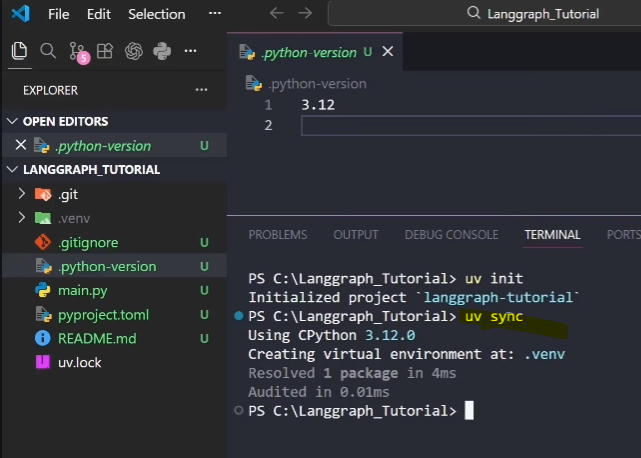 File Edit Selection ··· Langgraph_Tutorial
5
EXPLORER ···
OPEN EDITORS
.python-version U
LANGGRAPH_TUTORIAL
.git
.venv
.gitignore U
.python-version U
main.py U
pyproject.toml U
README.md U
uv.lock U
.python-version U
.python-version
1 3.12
2
PROBLEMS OUTPUT DEBUG CONSOLE TERMINAL PORTS
PS C:\Langgraph_Tutorial> uv init
Initialized project `langgraph-tutorial`
PS C:\Langgraph_Tutorial> uv sync
Using CPython 3.12.0
Creating virtual environment at: .venv
Resolved 1 package in 4ms
Audited in 0.01ms
PS C:\Langgraph_Tutorial>